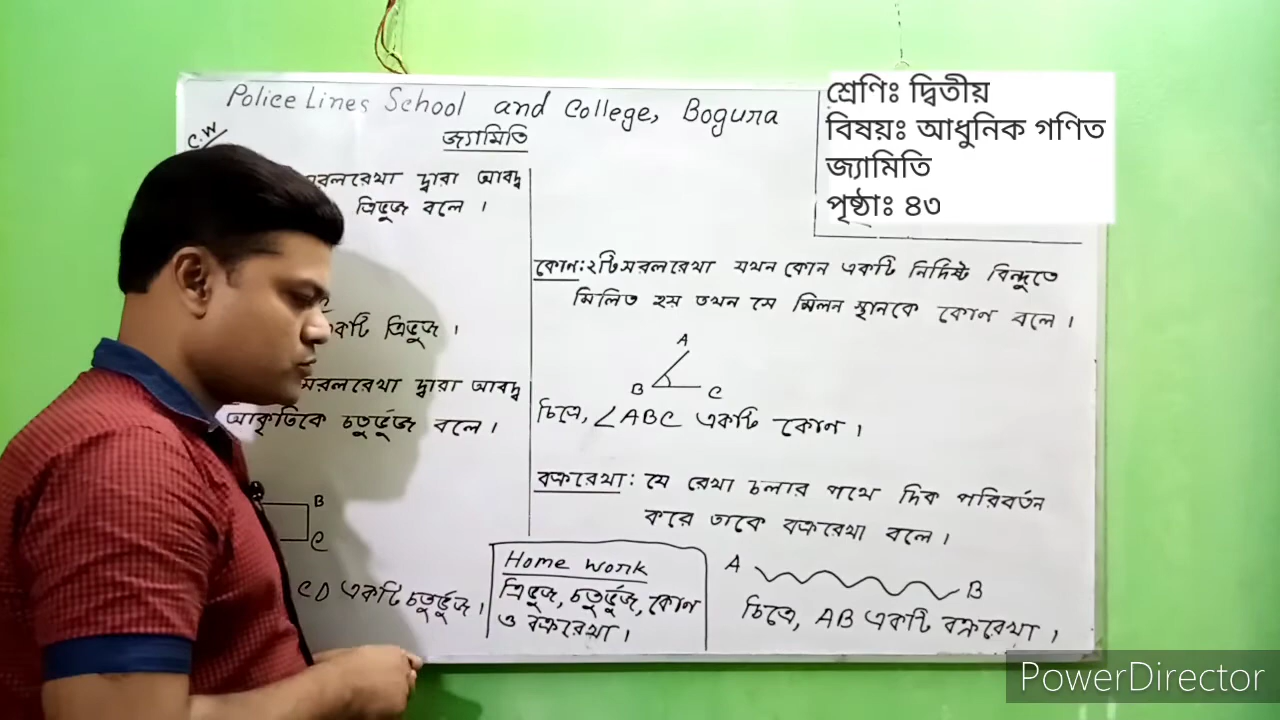 Police Lines School and College, Bogura
জ্যামিতি
C.W
শ্রেণিঃ দ্বিতীয়
বিষয়ঃ আধুনিক গণিত
জ্যামিতি
পৃষ্ঠাঃ ৪৩
সরলরেখা দ্বারা আবদ্ধ
ত্রিভুজ বলে ।
একটি ত্রিভুজ ।
সরলরেখা দ্বারা আবদ্ধ
আকৃতিকে চতুর্ভূজ বলে ।
B
C
CD একটি চতুর্ভূজ ।
কোন: ২টি সরলরেখা যখন কোন একটি নির্দিষ্ট বিন্দুতে
মিলিত হয় তখন সে মিলন স্থানকে কোণ বলে ।
A
B C
চিত্রে, ∠ABC একটি কোণ ।
বক্ররেখা: যে রেখা চলার পথে দিক পরিবর্তন
করে তাকে বক্ররেখা বলে ।
A B
চিত্রে, AB একটি বক্ররেখা ।
Home work
ত্রিভুজ, চতুর্ভূজ, কোণ
ও বক্ররেখা ।
PowerDirector